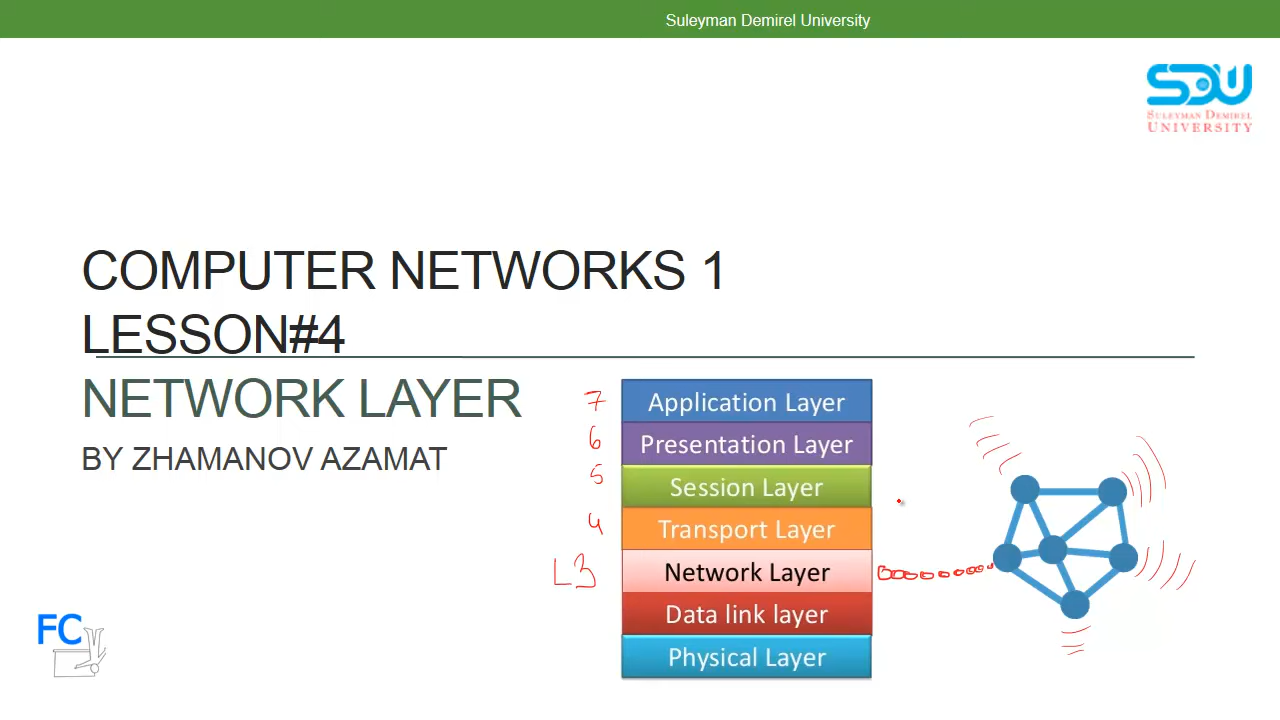 Suleyman Demirel University
SDU
SULEYMAN DEMIREL
UNIVERSITY
COMPUTER NETWORKS 1
LESSON#4
NETWORK LAYER
BY ZHAMANOV AZAMAT
7 Application Layer
6 Presentation Layer
5 Session Layer
4 Transport Layer
L3 Network Layer
Data link layer
Physical Layer
FC